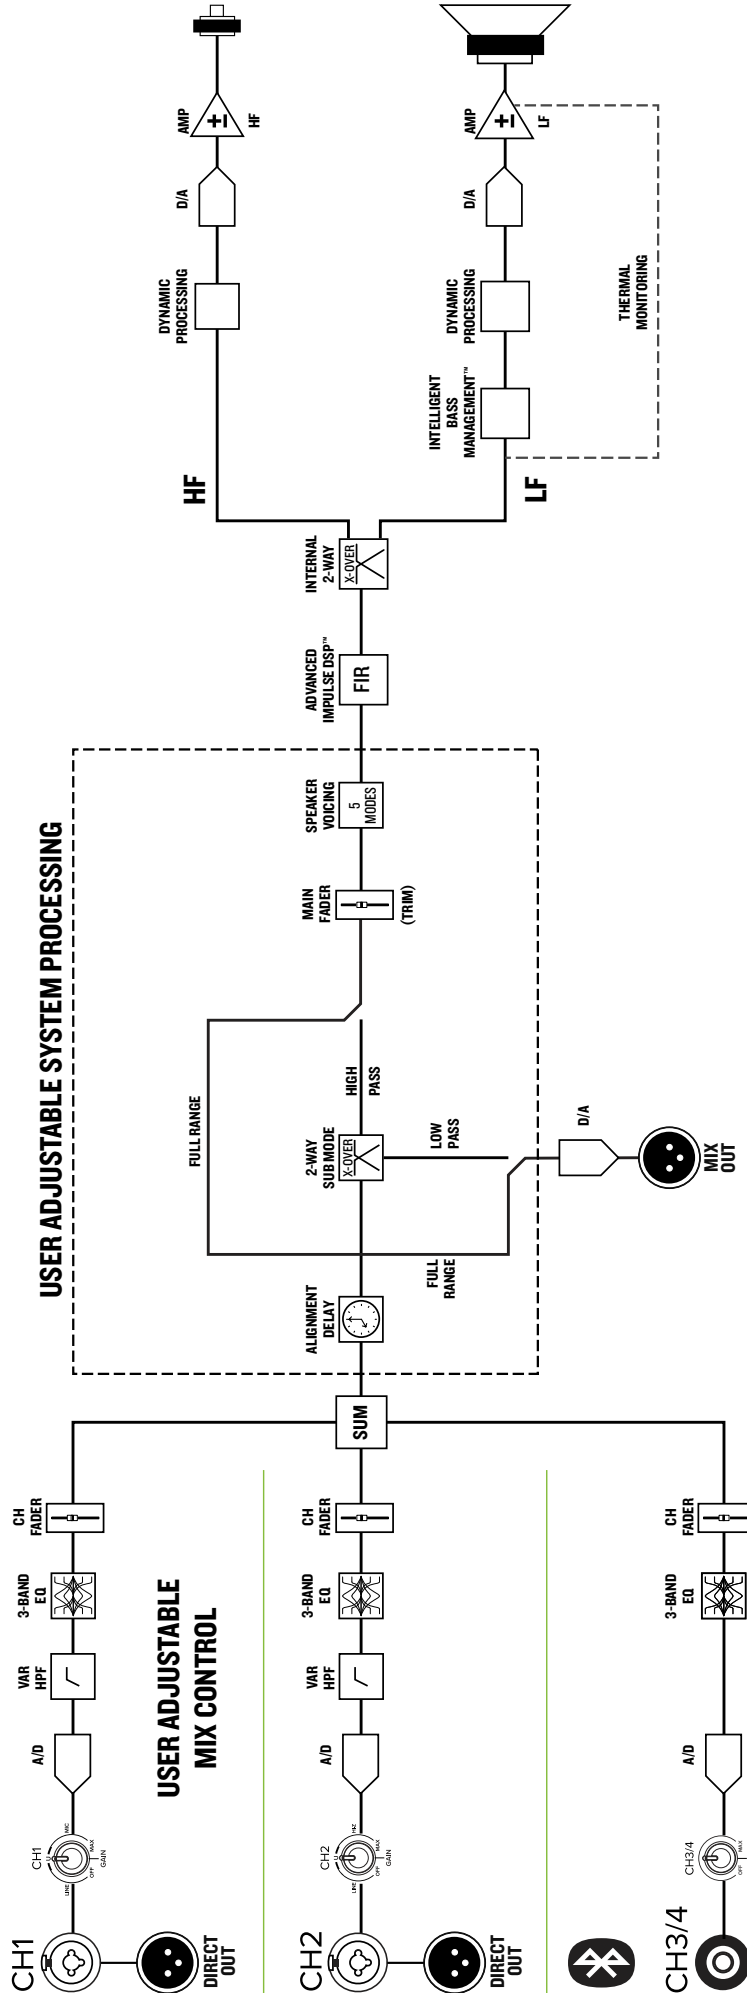 CH1
DIRECT
OUT
CH1
LINE
U
MIC
OFF
MAX
GAIN
A/D
VAR
HPF
3-BAND
EQ
CH
FADER
USER ADJUSTABLE
MIX CONTROL
CH2
DIRECT
OUT
CH2
LINE
U
HI-Z
OFF
MAX
GAIN
A/D
VAR
HPF
3-BAND
EQ
CH
FADER
CH3/4
CH3/4
OFF
MAX
A/D
3-BAND
EQ
CH
FADER
SUM
USER ADJUSTABLE SYSTEM PROCESSING
ALIGNMENT
DELAY
FULL RANGE
FULL
RANGE
2-WAY
SUB MODE
X-OVER
HIGH
PASS
LOW
PASS
D/A
MIX
OUT
MAIN
FADER
(TRIM)
SPEAKER
VOICING
5
MODES
ADVANCED
IMPULSE DSP™
FIR
INTERNAL
2-WAY
X-OVER
HF
DYNAMIC
PROCESSING
D/A
AMP
±
HF
LF
INTELLIGENT
BASS
MANAGEMENT™
DYNAMIC
PROCESSING
D/A
AMP
±
LF
THERMAL
MONITORING